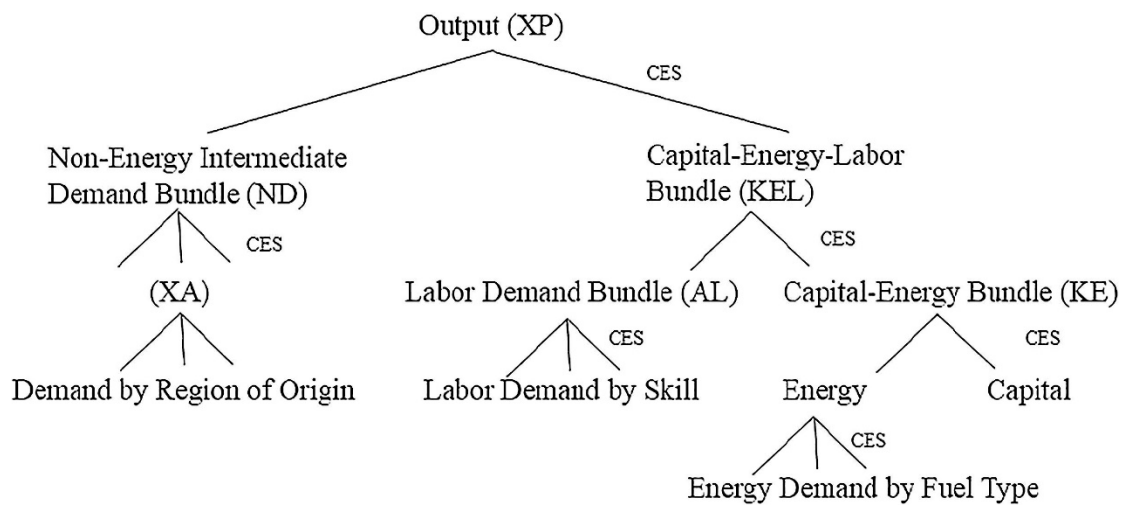 Output (XP)
CES
Non-Energy Intermediate
Demand Bundle (ND)
Capital-Energy-Labor
Bundle (KEL)
CES
CES
(XA)
Labor Demand Bundle (AL)
Capital-Energy Bundle (KE)
CES
CES
Demand by Region of Origin
Labor Demand by Skill
Energy
Capital
CES
Energy Demand by Fuel Type